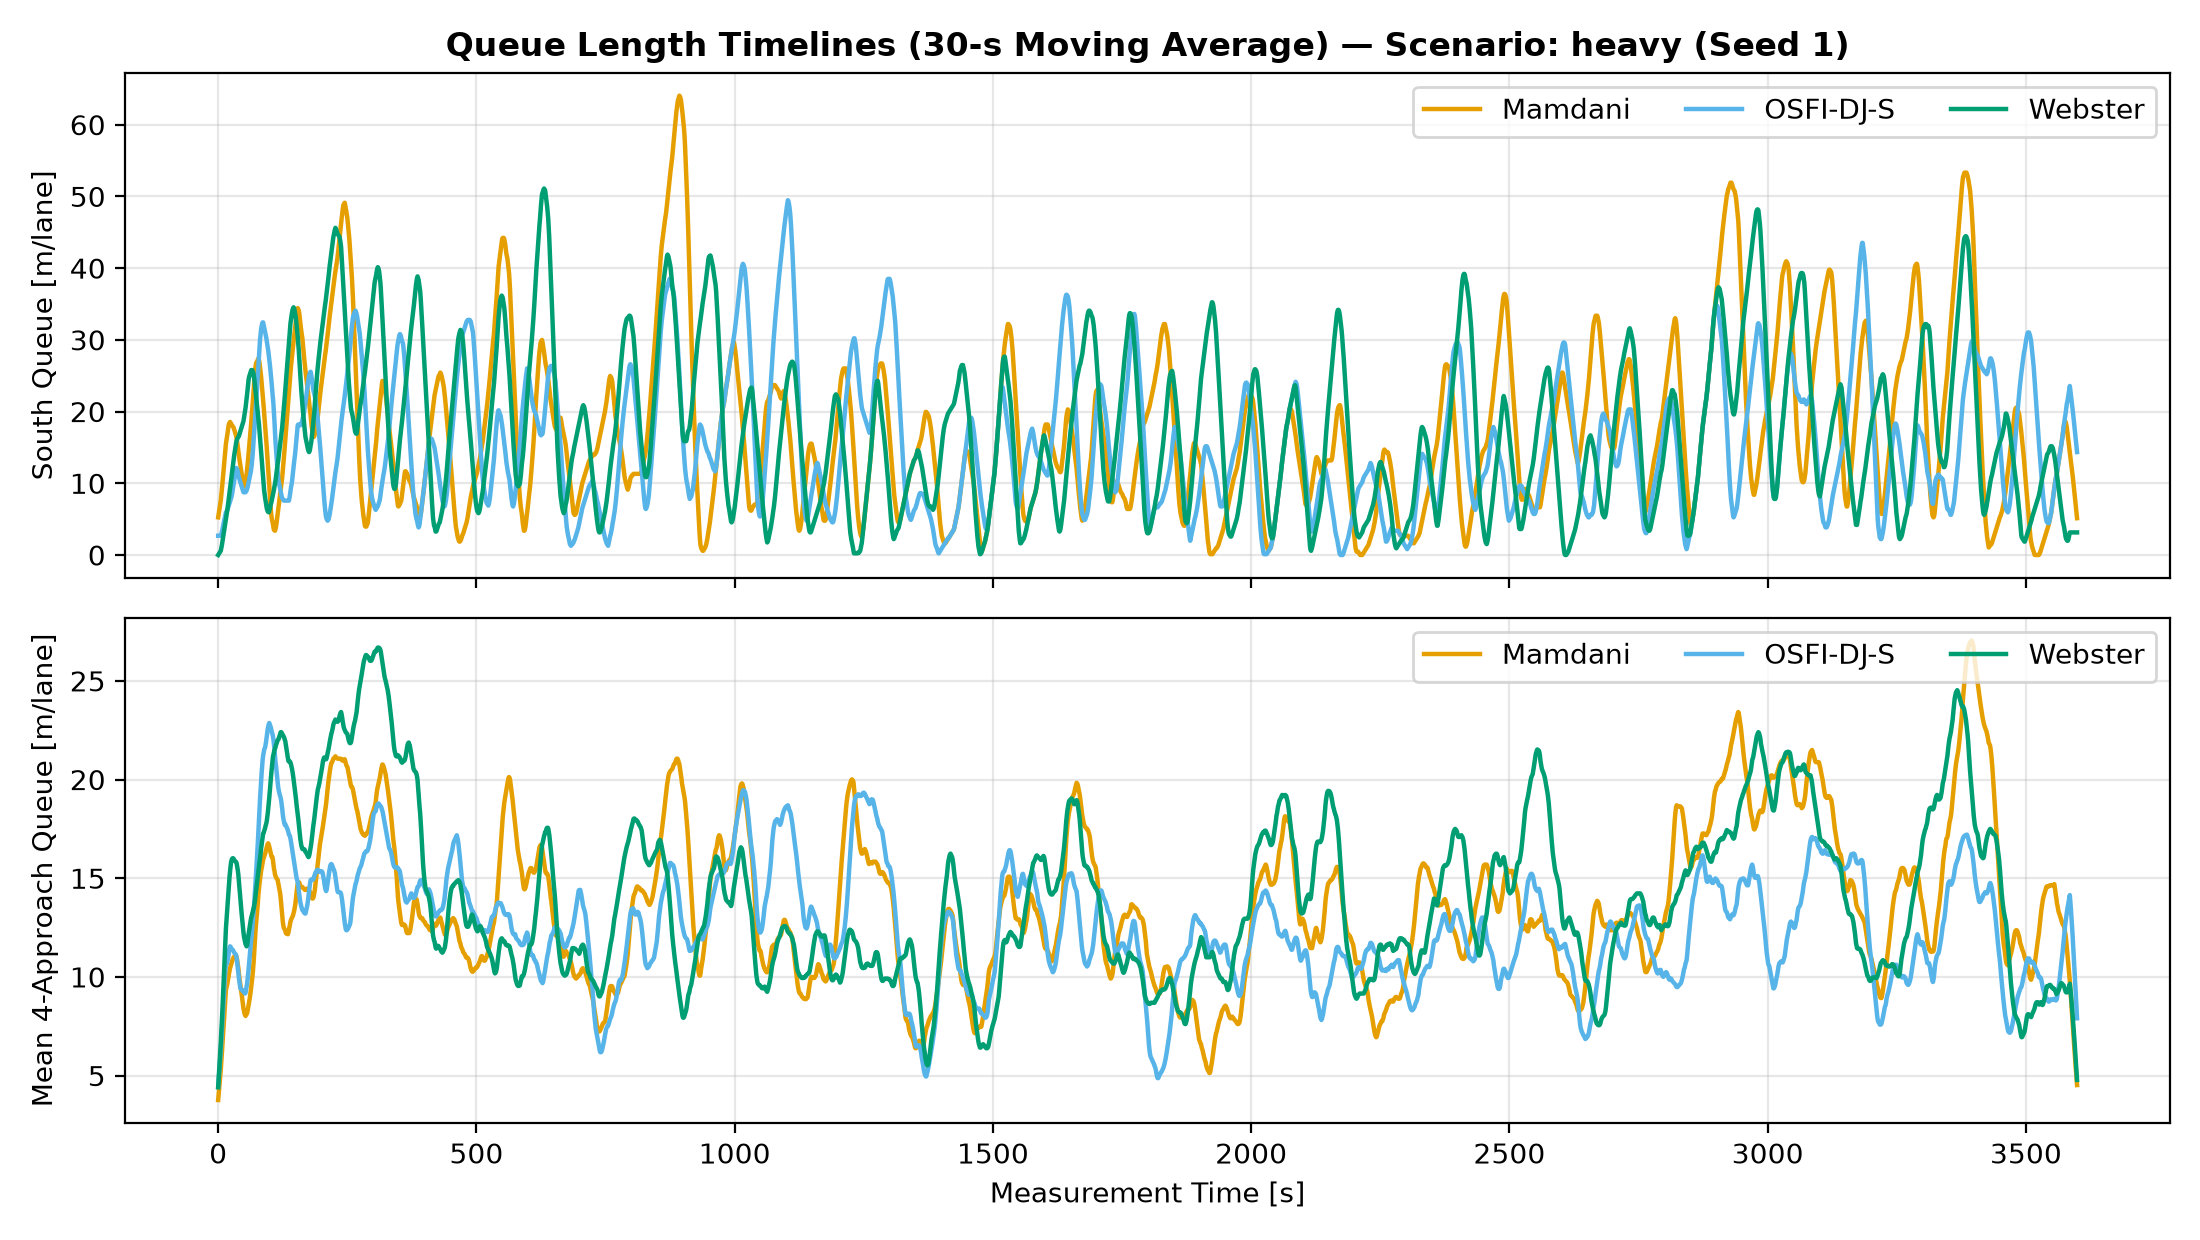 Queue Length Timelines (30-s Moving Average) — Scenario: heavy (Seed 1)
Mamdani OSFI-DJ-S Webster
South Queue [m/lane]
60
50
40
30
20
10
0
Mamdani OSFI-DJ-S Webster
Mean 4-Approach Queue [m/lane]
25
20
15
10
5
0 500 1000 1500 2000 2500 3000 3500
Measurement Time [s]